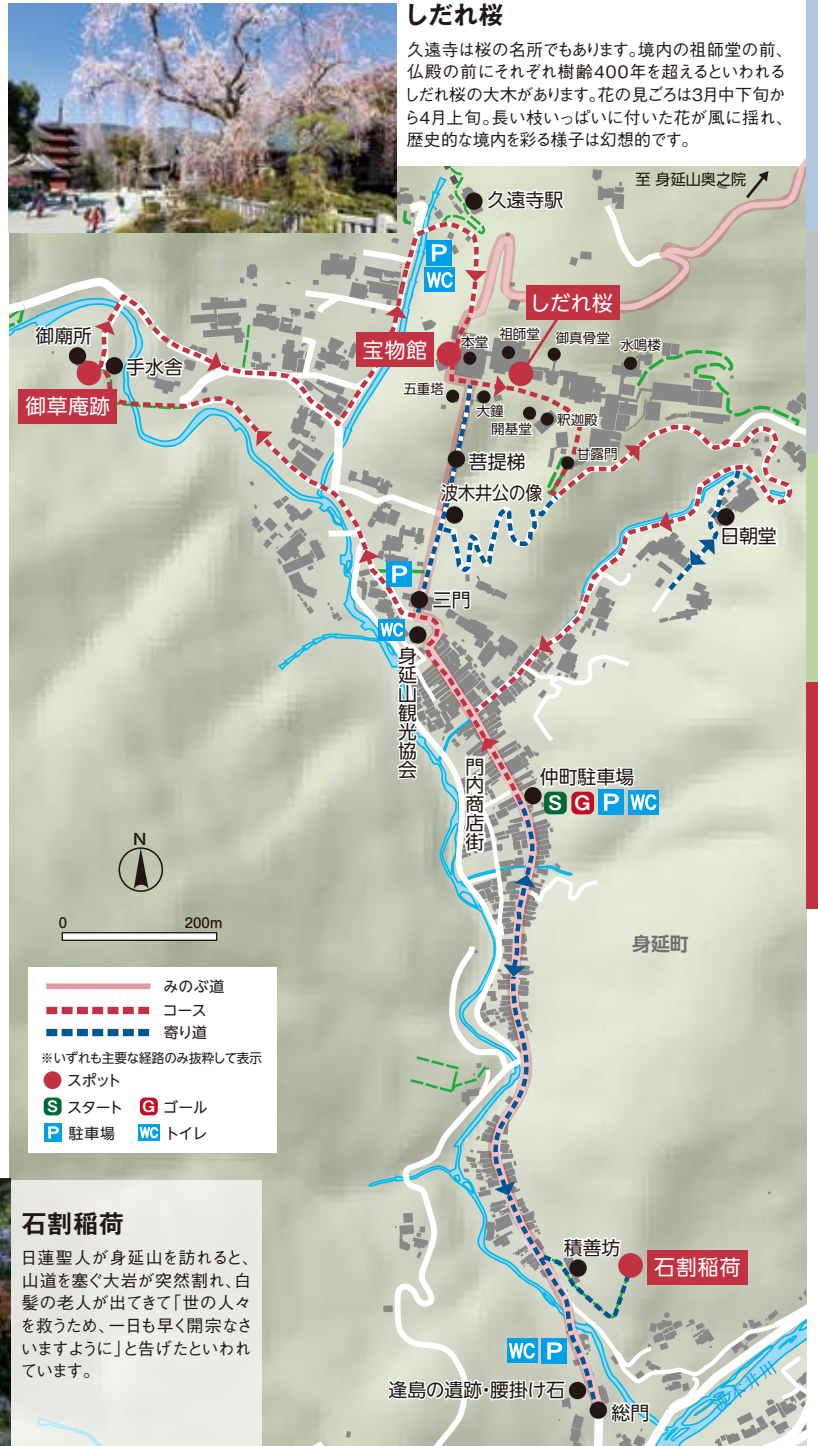 しだれ桜
久遠寺は桜の名所でもあります。境内の祖師堂の前、
仏殿の前にそれぞれ樹齢400年を超えるといわれる
しだれ桜の大木があります。花の見ごろは3月中下旬か
ら4月上旬。長い枝いっぱいに付いた花が風に揺れ、
歴史的な境内を彩る様子は幻想的です。
至 身延山奥之院
久遠寺駅
P
WC
しだれ桜
宝物館
本堂
祖師堂
御真骨堂
水鳴楼
御廟所
手水舎
御草庵跡
五重塔
大鐘
開基堂
釈迦殿
甘露門
菩提梯
波木井公の像
日朝堂
P
三門
WC
身延山観光協会
門内商店街
仲町駐車場
S G P WC
N
0 200m
身延町
みのぶ道
コース
寄り道
※いずれも主要な経路のみ抜粋して表示
スポット
S スタート G ゴール
P 駐車場 WC トイレ
石割稲荷
日蓮聖人が身延山を訪れると、
山道を塞ぐ大岩が突然割れ、白
髪の老人が出てきて「世の人々
を救うため、一日も早く開宗なさ
いますように」と告げたといわれ
ています。
積善坊
石割稲荷
WC P
逢島の遺跡・腰掛け石
総門
波木井川